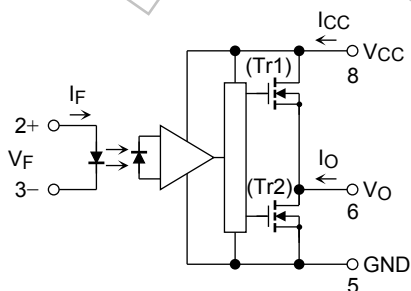 ICC
(Tr1)
VCC
8
IF
2+
VF
3−
IO
(Tr2)
VO
6
GND
5